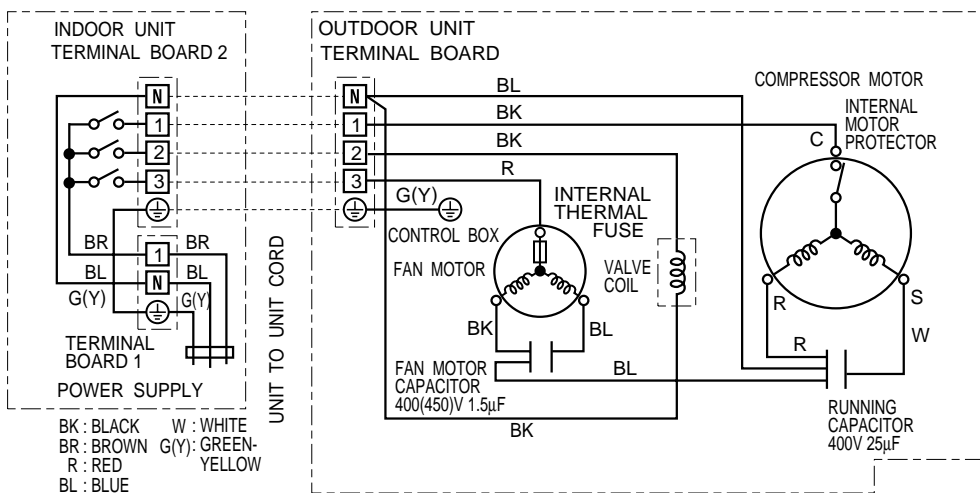 INDOOR UNIT
TERMINAL BOARD 2
N
1
2
3
BR
1
BR
BL
N
BL
G(Y)
G(Y)
TERMINAL
BOARD 1
POWER SUPPLY
UNIT TO UNIT CORD
BK : BLACK
W : WHITE
BR : BROWN
G(Y): GREEN-
YELLOW
R : RED
BL : BLUE
OUTDOOR UNIT
TERMINAL BOARD
N
1
2
3
BL
BK
BK
R
G(Y)
CONTROL BOX
INTERNAL
THERMAL
FUSE
FAN MOTOR
BK
BL
FAN MOTOR
CAPACITOR
400(450)V 1.5µF
VALVE
COIL
BL
BK
COMPRESSOR MOTOR
INTERNAL
MOTOR
PROTECTOR
C
R
S
R
W
RUNNING
CAPACITOR
400V 25µF